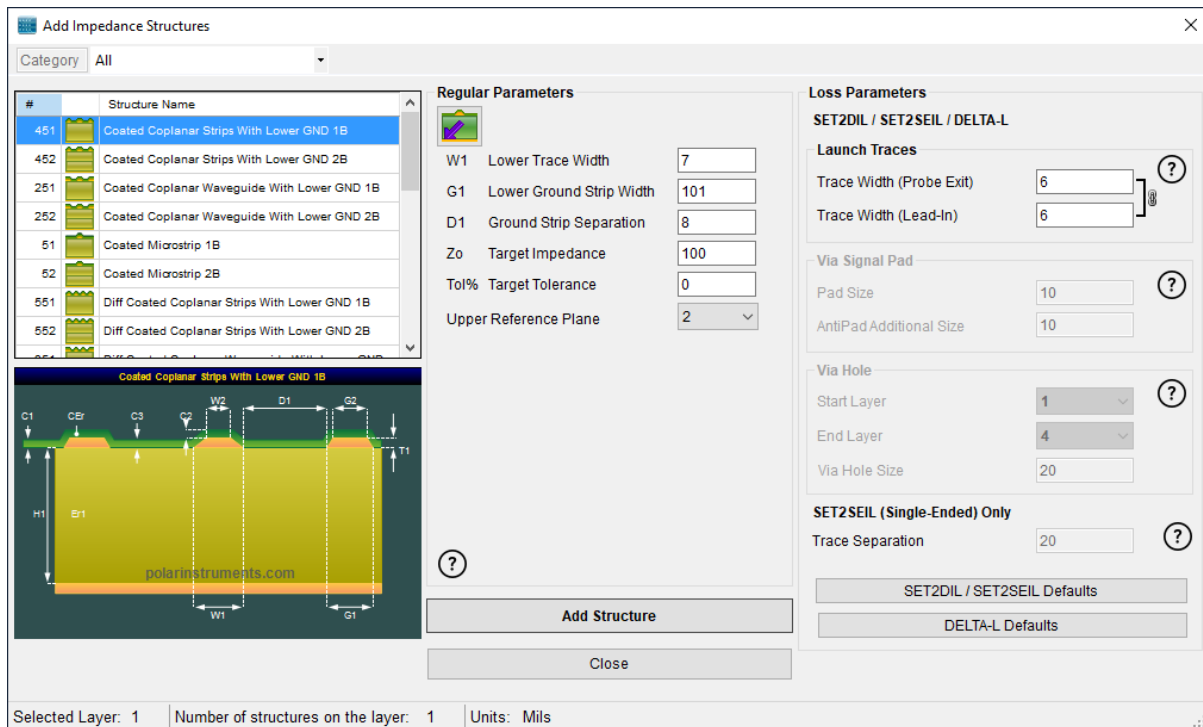 Add Impedance Structures
Category All
# Structure Name
451 Coated Coplanar Strips With Lower GND 1B
452 Coated Coplanar Strips With Lower GND 2B
251 Coated Coplanar Waveguide With Lower GND 1B
252 Coated Coplanar Waveguide With Lower GND 2B
51 Coated Microstrip 1B
52 Coated Microstrip 2B
551 Diff Coated Coplanar Strips With Lower GND 1B
552 Diff Coated Coplanar Strips With Lower GND 2B
Coated Coplanar Strips With Lower GND 1B
W2 D1 G2
C1 CEr C3 C2
T1
H1 Er1
polarinstruments.com
W1 G1
Regular Parameters
W1 Lower Trace Width 7
G1 Lower Ground Strip Width 101
D1 Ground Strip Separation 8
Zo Target Impedance 100
Tol% Target Tolerance 0
Upper Reference Plane 2
?
Add Structure
Close
Loss Parameters
SET2DIL / SET2SEIL / DELTA-L
Launch Traces
?
Trace Width (Probe Exit) 6
Trace Width (Lead-In) 6
Via Signal Pad
?
Pad Size 10
AntiPad Additional Size 10
Via Hole
?
Start Layer 1
End Layer 4
Via Hole Size 20
SET2SEIL (Single-Ended) Only
Trace Separation 20 ?
SET2DIL / SET2SEIL Defaults
DELTA-L Defaults
Selected Layer: 1 Number of structures on the layer: 1 Units: Mils